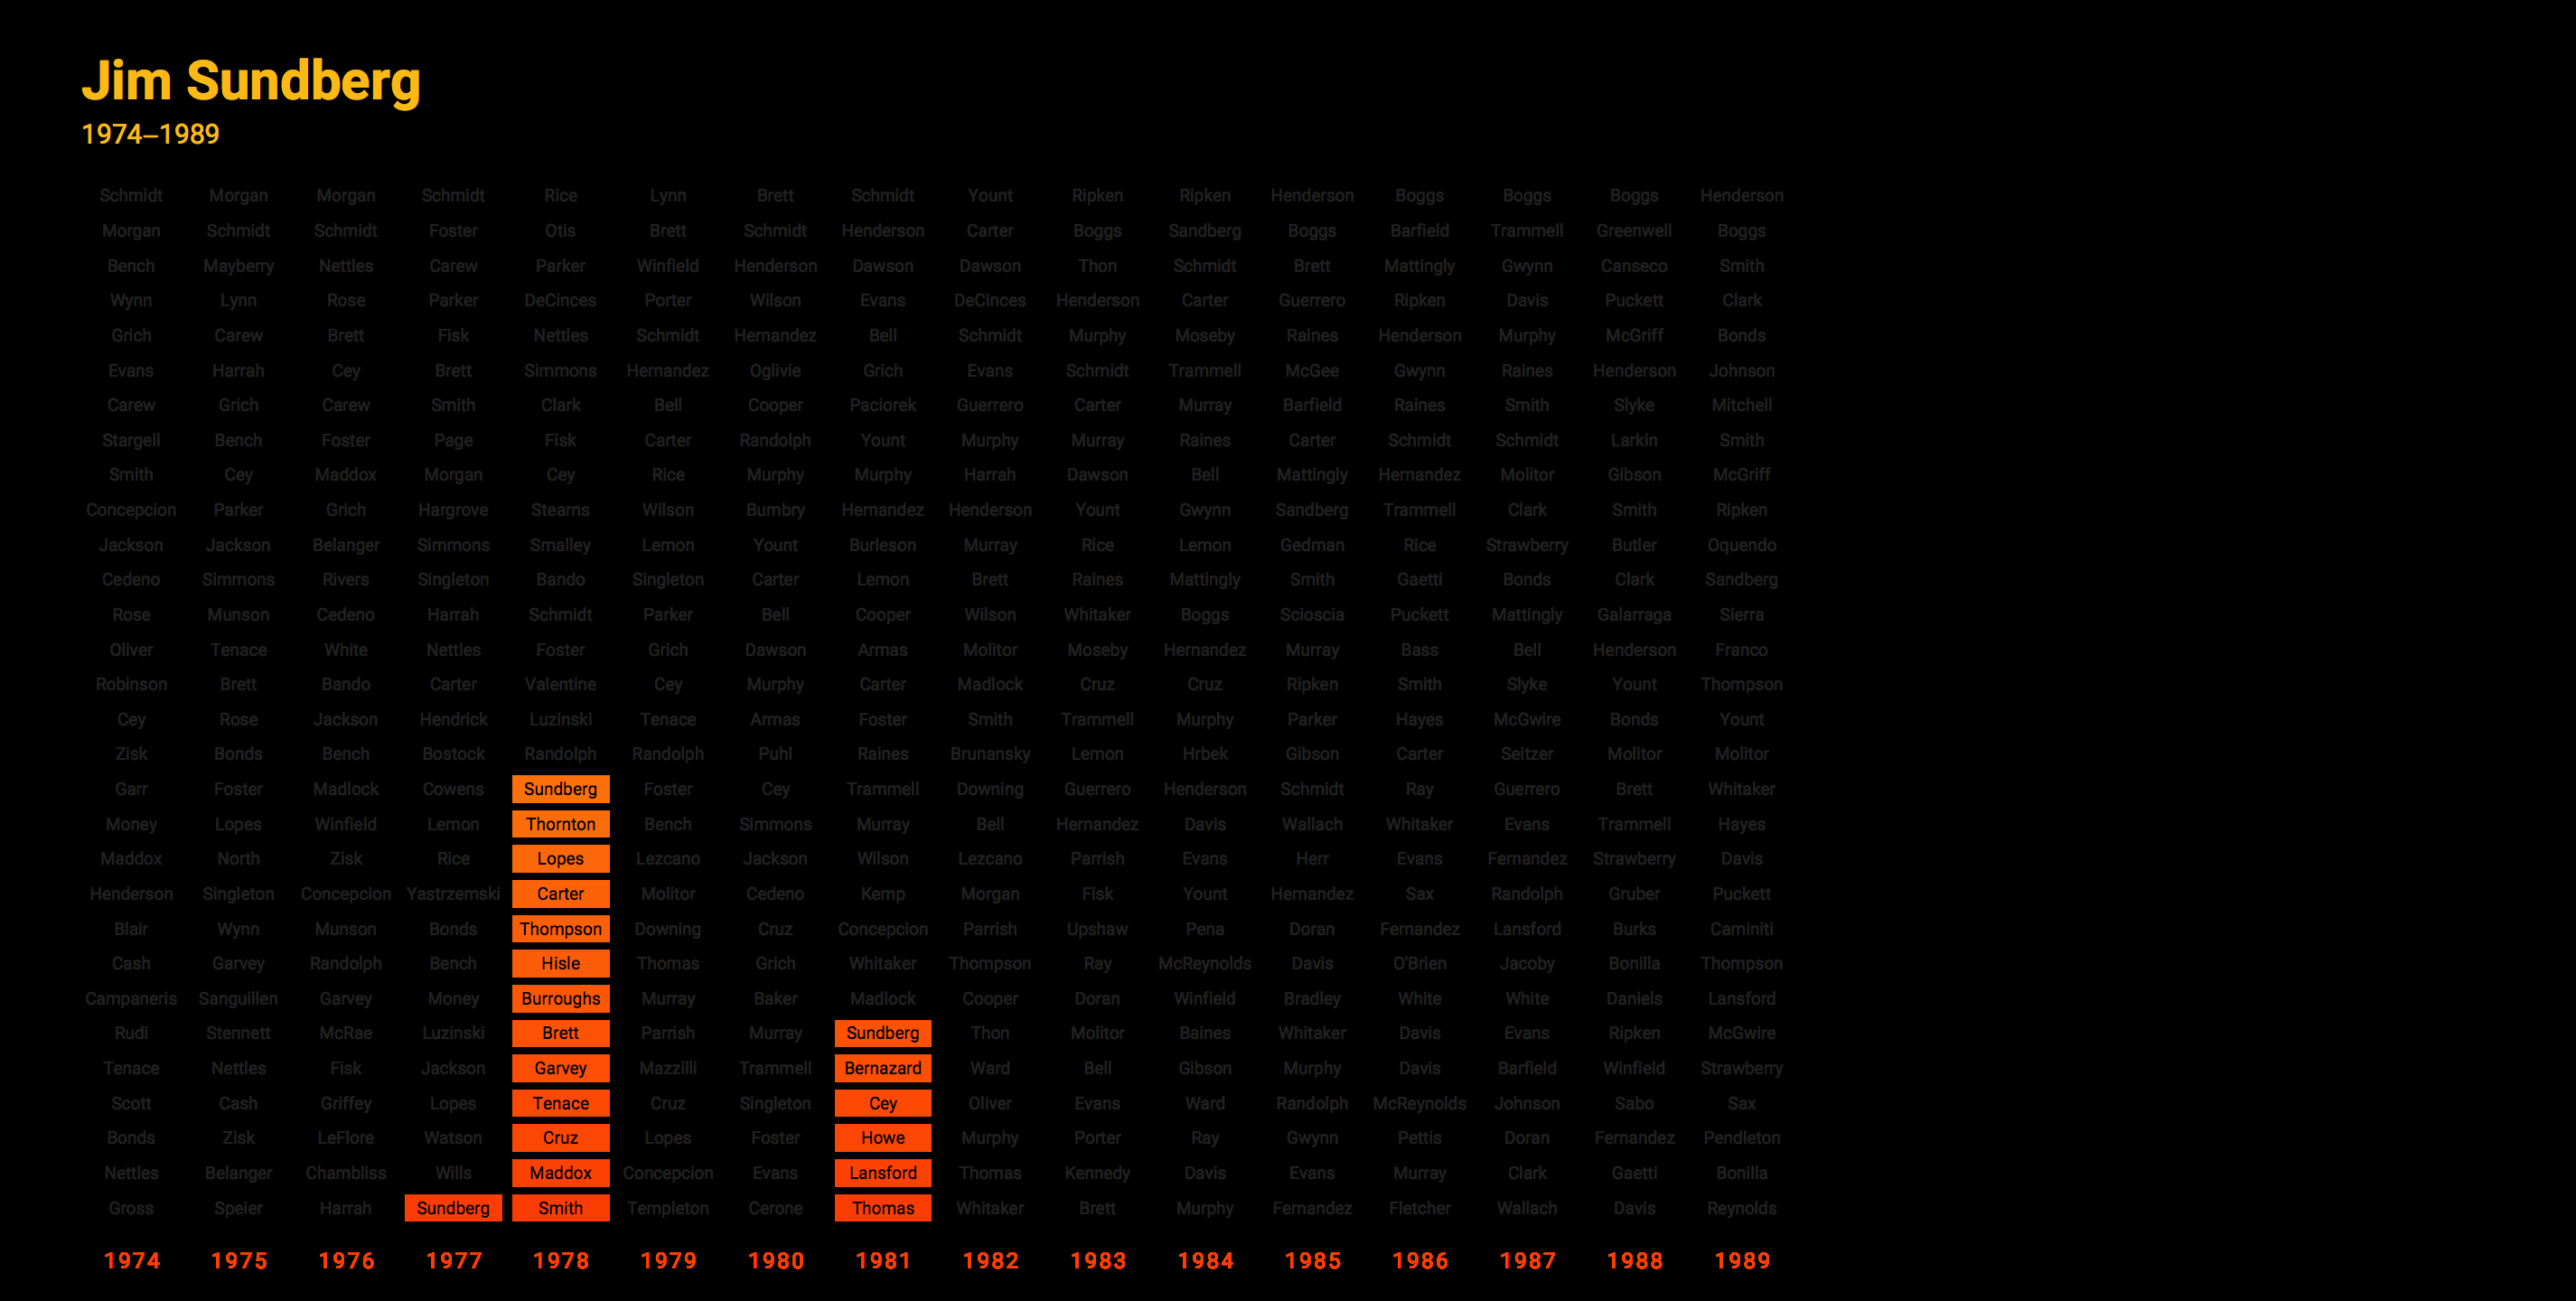 Jim Sundberg
1974–1989
Schmidt Morgan Morgan Schmidt Rice Lynn Brett Schmidt Yount Ripken Ripken Henderson Boggs Boggs Boggs Henderson
Morgan Schmidt Schmidt Foster Otis Brett Schmidt Henderson Carter Boggs Sandberg Boggs Barfield Trammell Greenwell Boggs
Bench Mayberry Nettles Carew Parker Winfield Henderson Dawson Dawson Thon Schmidt Brett Mattingly Gwynn Canseco Smith
Wynn Lynn Rose Parker DeCinces Porter Wilson Evans DeCinces Henderson Carter Guerrero Ripken Davis Puckett Clark
Grich Carew Brett Fisk Nettles Schmidt Hernandez Bell Schmidt Murphy Moseby Raines Henderson Murphy McGriff Bonds
Evans Harrah Cey Brett Simmons Hernandez Oglivie Grich Evans Schmidt Trammell McGee Gwynn Raines Henderson Johnson
Carew Grich Carew Smith Clark Bell Cooper Paciorek Guerrero Carter Murray Barfield Raines Smith Slyke Mitchell
Stargell Bench Foster Page Fisk Carter Randolph Yount Murphy Murray Raines Carter Schmidt Schmidt Larkin Smith
Smith Cey Maddox Morgan Cey Rice Murphy Murphy Harrah Dawson Bell Mattingly Hernandez Molitor Gibson McGriff
Concepcion Parker Grich Hargrove Stearns Wilson Bumbry Hernandez Henderson Yount Gwynn Sandberg Trammell Clark Smith Ripken
Jackson Jackson Belanger Simmons Smalley Lemon Yount Burleson Murray Rice Lemon Gedman Rice Strawberry Butler Oquendo
Cedeno Simmons Rivers Singleton Bando Singleton Carter Lemon Brett Raines Mattingly Smith Gaetti Bonds Clark Sandberg
Rose Munson Cedeno Harrah Schmidt Parker Bell Cooper Wilson Whitaker Boggs Scioscia Puckett Mattingly Galarraga Sierra
Oliver Tenace White Nettles Foster Grich Dawson Armas Molitor Moseby Hernandez Murray Bass Bell Henderson Franco
Robinson Brett Bando Carter Valentine Cey Murphy Carter Madlock Cruz Cruz Ripken Smith Slyke Yount Thompson
Cey Rose Jackson Hendrick Luzinski Tenace Armas Foster Smith Trammell Murphy Parker Hayes McGwire Bonds Yount
Zisk Bonds Bench Bostock Randolph Randolph Puhl Raines Brunansky Lemon Hrbek Gibson Carter Seitzer Molitor Molitor
Garr Foster Madlock Cowens Sundberg Foster Cey Trammell Downing Guerrero Henderson Schmidt Ray Guerrero Brett Whitaker
Money Lopes Winfield Lemon Thornton Bench Simmons Murray Bell Hernandez Davis Wallach Whitaker Evans Trammell Hayes
Maddox North Zisk Rice Lopes Lezcano Jackson Wilson Lezcano Parrish Evans Herr Evans Fernandez Strawberry Davis
Henderson Singleton Concepcion Yastrzemski Carter Molitor Cedeno Kemp Morgan Fisk Yount Hernandez Sax Randolph Gruber Puckett
Blair Wynn Munson Bonds Thompson Downing Cruz Concepcion Parrish Upshaw Pena Doran Fernandez Lansford Burks Caminiti
Cash Garvey Randolph Bench Hisle Thomas Grich Whitaker Thompson Ray McReynolds Davis O'Brien Jacoby Bonilla Thompson
Campaneris Sanguillen Garvey Money Burroughs Murray Baker Madlock Cooper Doran Winfield Bradley White White Daniels Lansford
Rudi Stennett McRae Luzinski Brett Parrish Murray Sundberg Thon Molitor Baines Whitaker Davis Evans Ripken McGwire
Tenace Nettles Fisk Jackson Garvey Mazzilli Trammell Bernazard Ward Bell Gibson Murphy Davis Barfield Winfield Strawberry
Scott Cash Griffey Lopes Tenace Cruz Singleton Cey Oliver Evans Ward Randolph McReynolds Johnson Sabo Sax
Bonds Zisk LeFlore Watson Cruz Lopes Foster Howe Murphy Porter Ray Gwynn Pettis Doran Fernandez Pendleton
Nettles Belanger Chambliss Wills Maddox Concepcion Evans Lansford Thomas Kennedy Davis Evans Murray Clark Gaetti Bonilla
Gross Speier Harrah Sundberg Smith Templeton Cerone Thomas Whitaker Brett Murphy Fernandez Fletcher Wallach Davis Reynolds
1974 1975 1976 1977 1978 1979 1980 1981 1982 1983 1984 1985 1986 1987 1988 1989